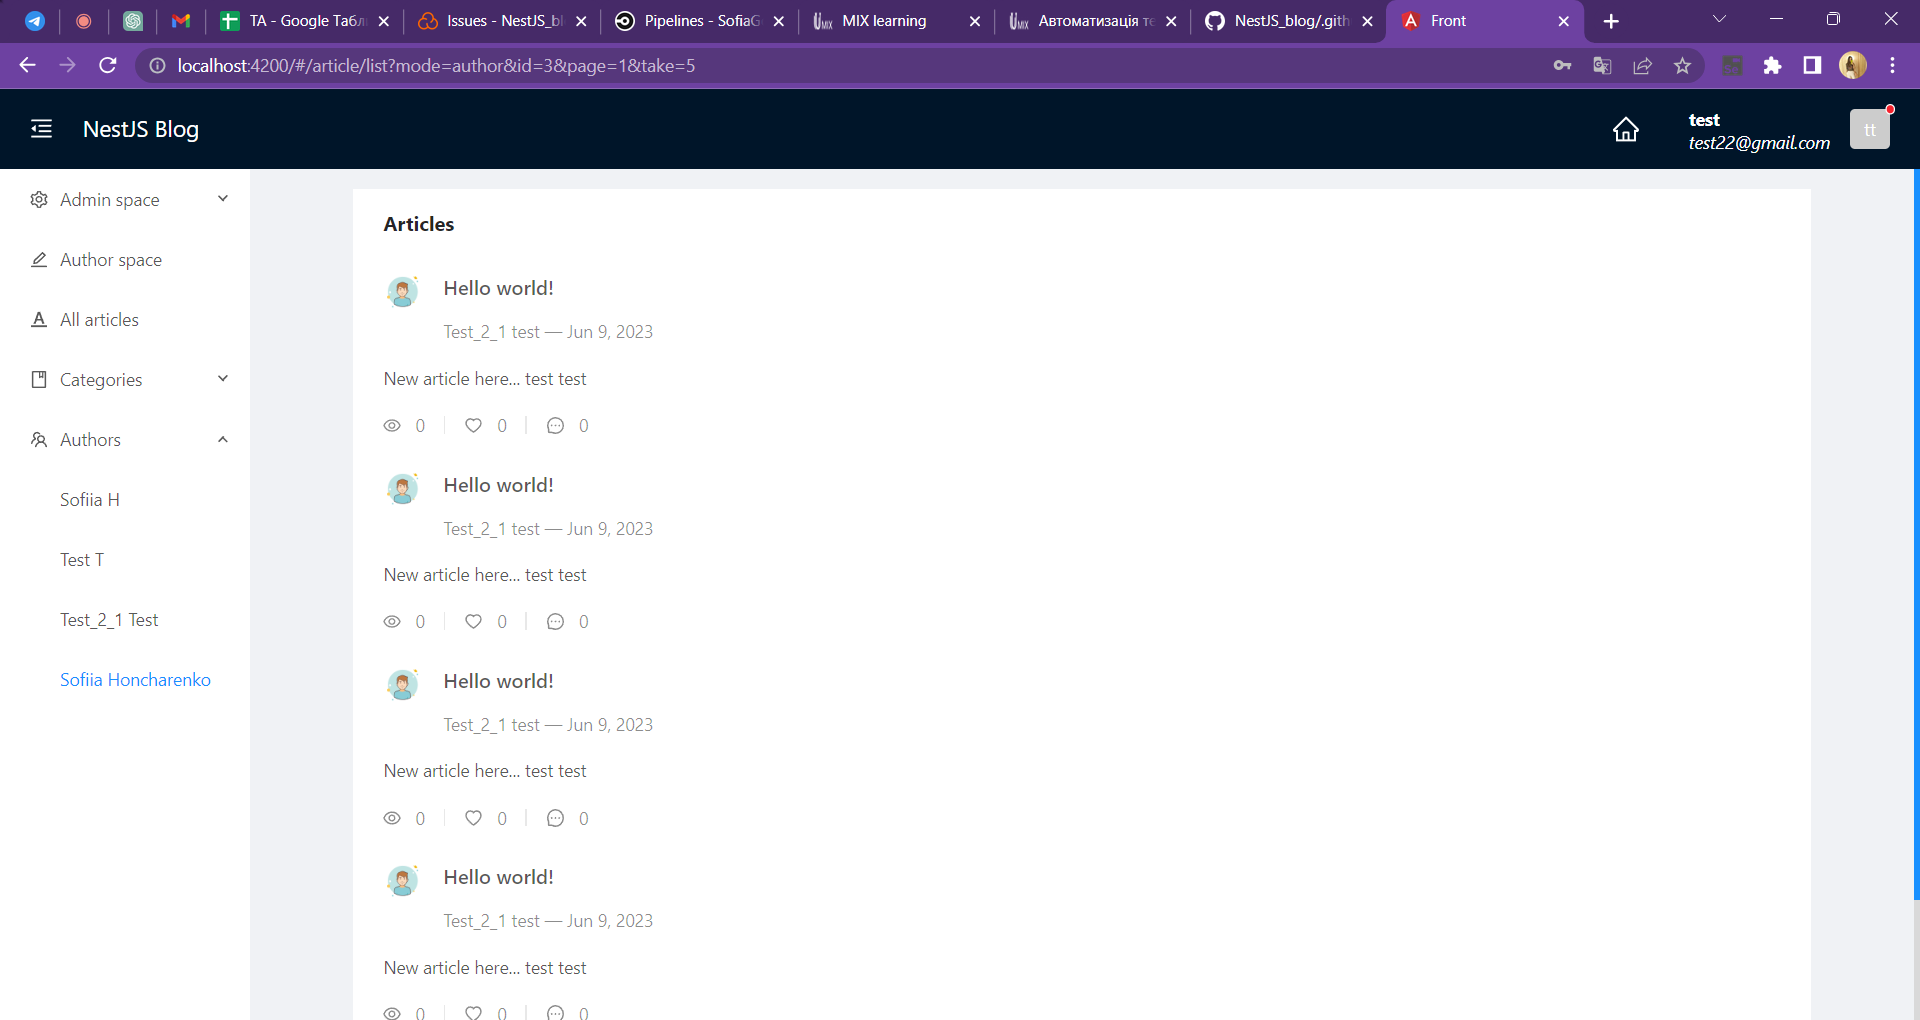 TA - Google Табл
Issues - NestJS_bl
Pipelines - SofiaG
MIX learning
Автоматизація те
NestJS_blog/.gith
Front
localhost:4200/#/article/list?mode=author&id=3&page=1&take=5
NestJS Blog
test
test22@gmail.com
tt
Admin space
Author space
All articles
Categories
Authors
Sofiia H
Test T
Test_2_1 Test
Sofiia Honcharenko
Articles
Hello world!
Test_2_1 test — Jun 9, 2023
New article here... test test
0 0 0
Hello world!
Test_2_1 test — Jun 9, 2023
New article here... test test
0 0 0
Hello world!
Test_2_1 test — Jun 9, 2023
New article here... test test
0 0 0
Hello world!
Test_2_1 test — Jun 9, 2023
New article here... test test
0 0 0